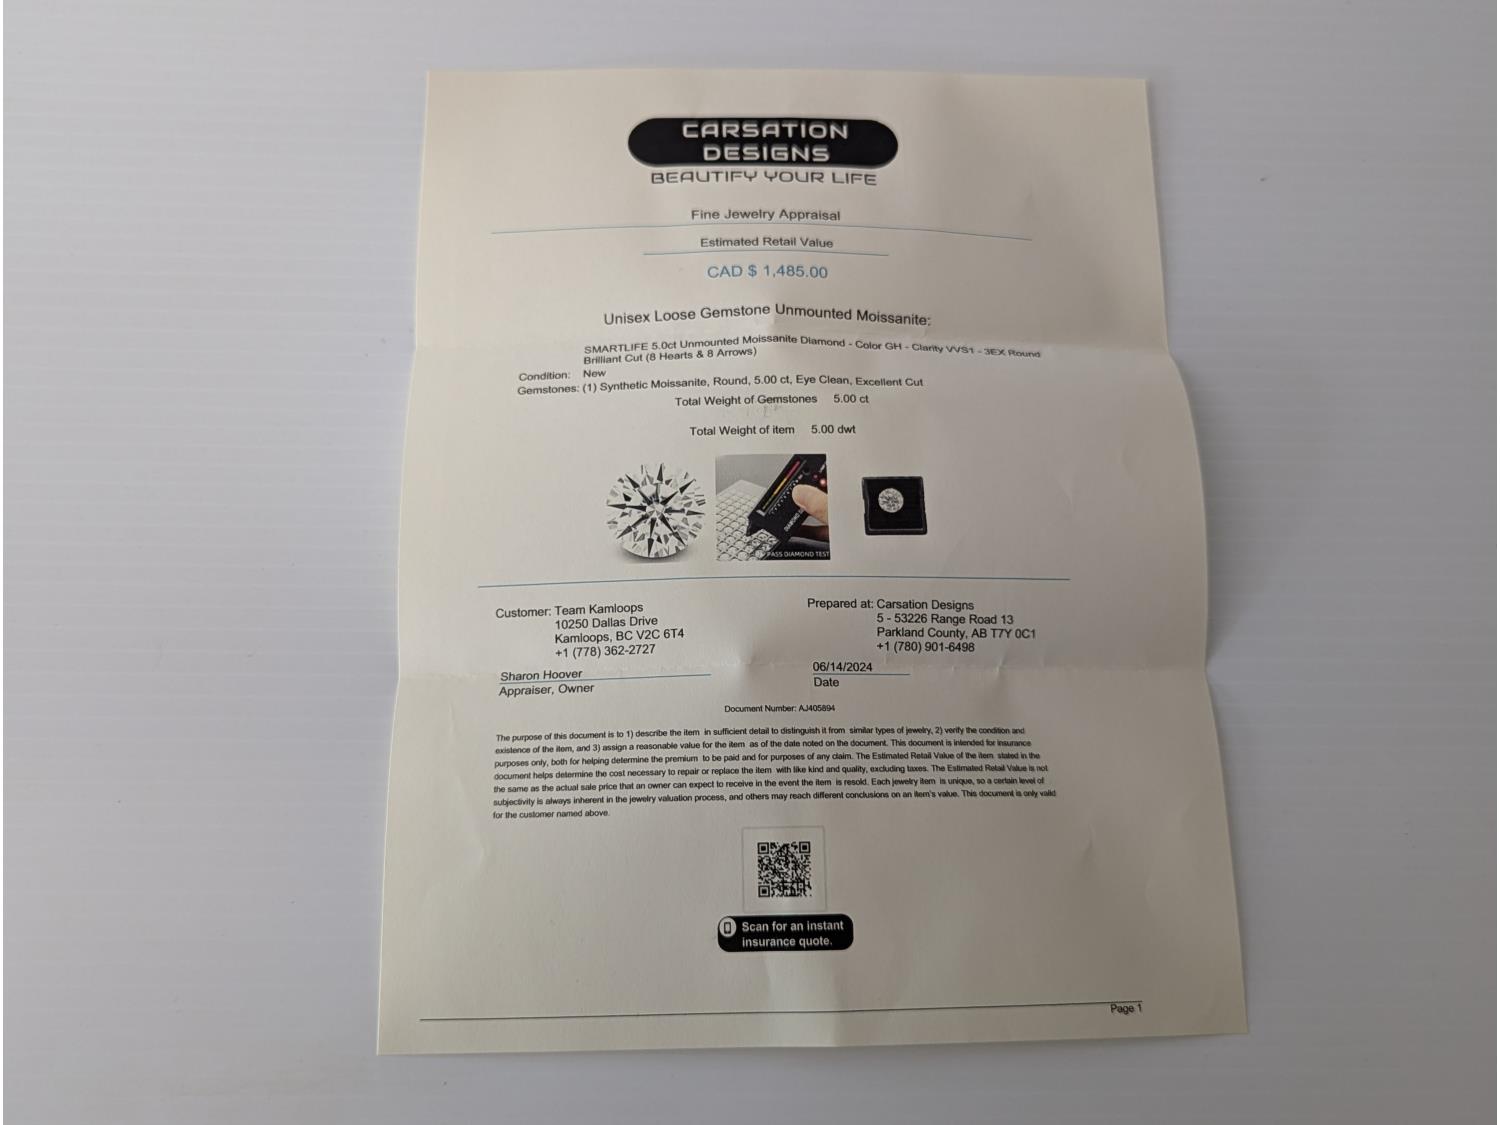 CARSATION
DESIGNS
BEAUTIFY YOUR LIFE
Fine Jewelry Appraisal
Estimated Retail Value
CAD $ 1,485.00
Unisex Loose Gemstone Unmounted Moissanite:
SMARTLIFE 5.0ct Unmounted Moissanite Diamond - Color GH - Clarity VVS1 - 3EX Round
Brilliant Cut (8 Hearts & 8 Arrows)
Condition: New
Gemstones: (1) Synthetic Moissanite, Round, 5.00 ct, Eye Clean, Excellent Cut
Total Weight of Gemstones 5.00 ct
Total Weight of item 5.00 dwt
DIAMOND
PASS DIAMOND TEST
Customer: Team Kamloops
10250 Dallas Drive
Kamloops, BC V2C 6T4
+1 (778) 362-2727
Prepared at: Carsation Designs
5 - 53226 Range Road 13
Parkland County, AB T7Y 0C1
+1 (780) 901-6498
Sharon Hoover
Appraiser, Owner
06/14/2024
Date
Document Number: AJ405894
The purpose of this document is to 1) describe the item in sufficient detail to distinguish it from similar types of jewelry, 2) verify the condition and
existence of the item, and 3) assign a reasonable value for the item as of the date noted on the document. This document is intended for insurance
purposes only, both for helping determine the premium to be paid and for purposes of any claim. The Estimated Retail Value of the item stated in the
document helps determine the cost necessary to repair or replace the item with like kind and quality, excluding taxes. The Estimated Retail Value is not
the same as the actual sale price that an owner can expect to receive in the event the item is resold. Each jewelry item is unique, so a certain level of
subjectivity is always inherent in the jewelry valuation process, and others may reach different conclusions on an item's value. This document is only valid
for the customer named above.
Scan for an instant
insurance quote.
Page 1